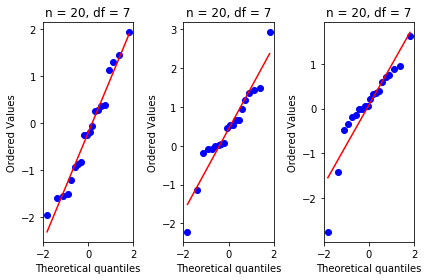 n = 20, df = 7
n = 20, df = 7
n = 20, df = 7
Ordered Values
2
1
0
−1
−2
−2
0
2
Theoretical quantiles
Ordered Values
3
2
1
0
−1
−2
−2
0
2
Theoretical quantiles
Ordered Values
1
0
−1
−2
−2
0
2
Theoretical quantiles